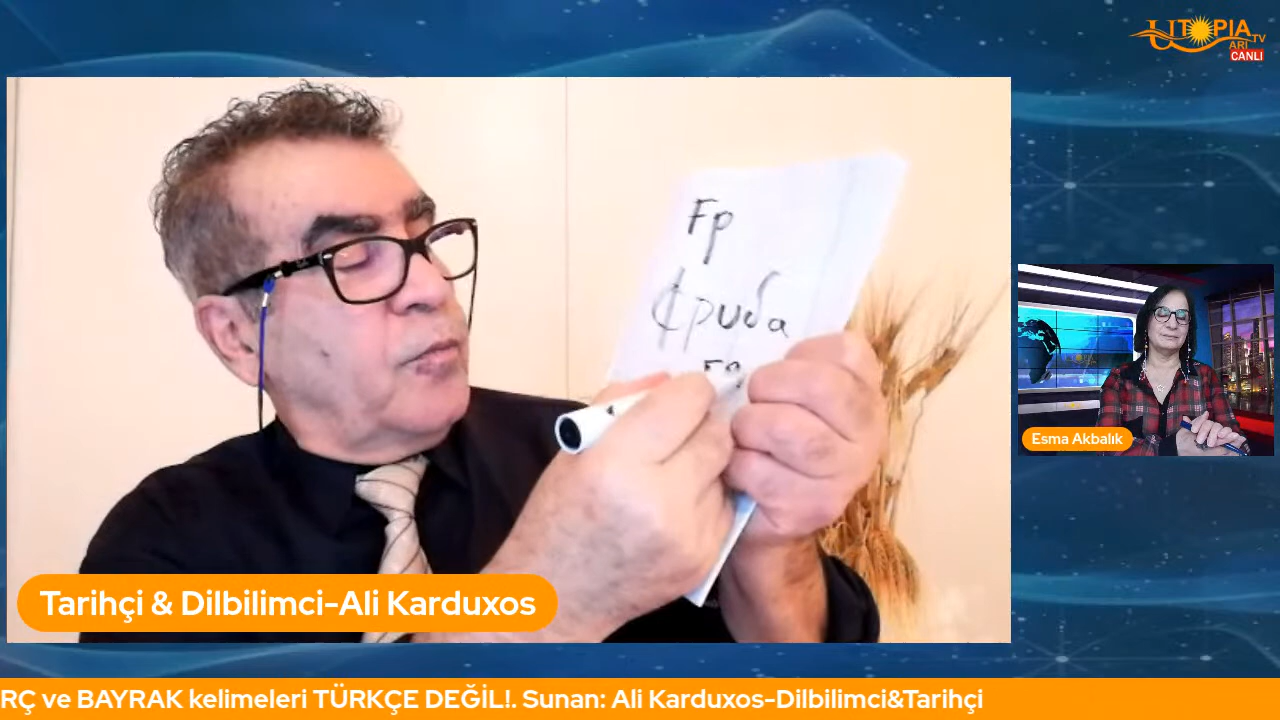 UTOPIA TV
ARI
CANLI
Fp
Esma Akbalık
Tarihçi & Dilbilimci-Ali Karduxos
RÇ ve BAYRAK kelimeleri TÜRKÇE DEĞİL!. Sunan: Ali Karduxos-Dilbilimci&Tarihçi